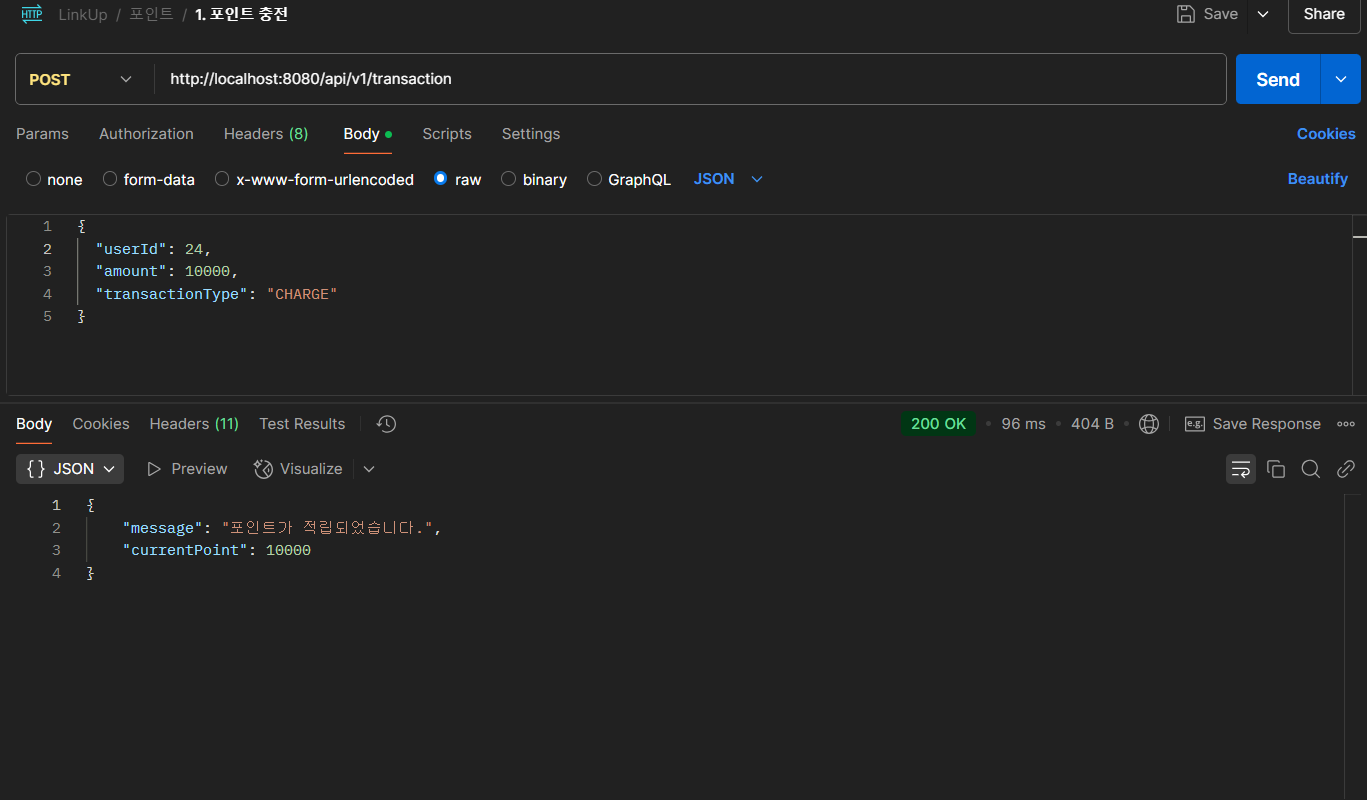 HTTP LinkUp / 포인트 / 1. 포인트 충전 Save Share
POST http://localhost:8080/api/v1/transaction Send
Params Authorization Headers (8) Body Scripts Settings Cookies
none form-data x-www-form-urlencoded raw binary GraphQL JSON Beautify
1 {
2 "userId": 24,
3 "amount": 10000,
4 "transactionType": "CHARGE"
5 }
Body Cookies Headers (11) Test Results 200 OK • 96 ms • 404 B • e.g. Save Response
{} JSON Preview Visualize
1 {
2 "message": "포인트가 적립되었습니다.",
3 "currentPoint": 10000
4 }